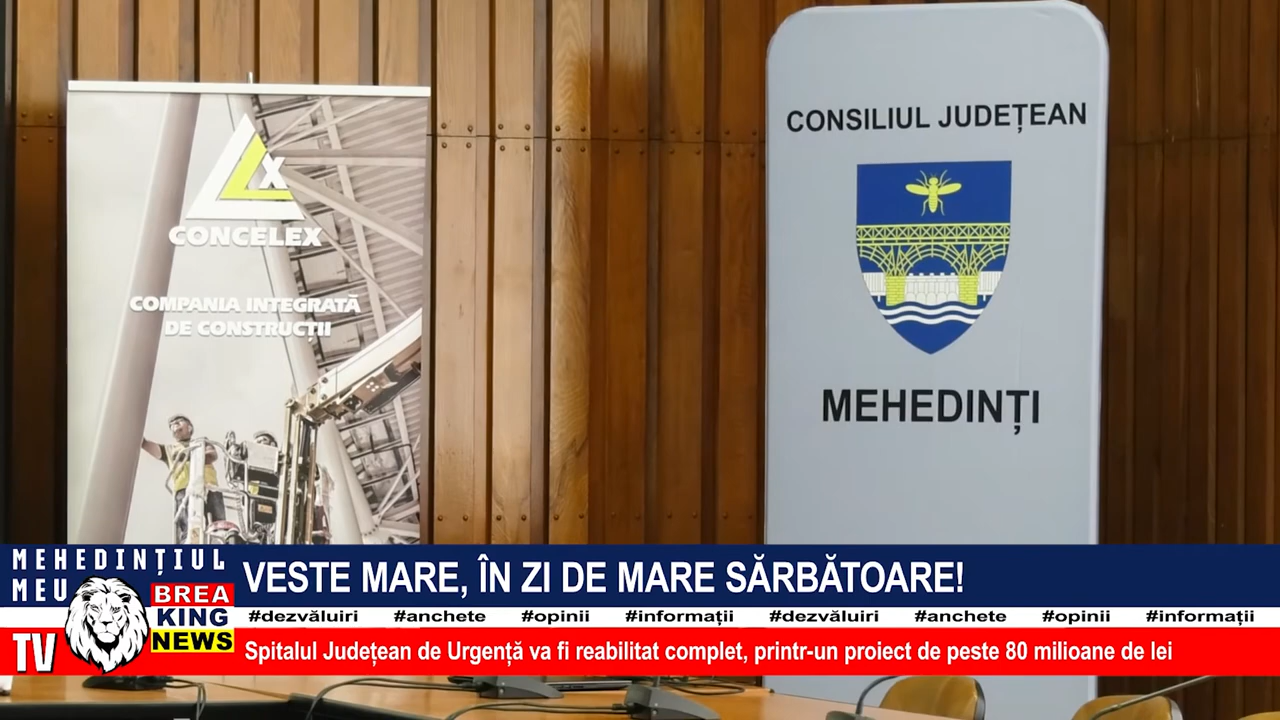 X
CONCELEX
COMPANIA INTEGRATĂ
DE CONSTRUCȚII
CONSILIUL JUDEȚEAN
MEHEDINȚI
MEHEDINȚIUL
MEU
TV
BREA
KING
NEWS
VESTE MARE, ÎN ZI DE MARE SĂRBĂTOARE!
#dezvăluiri #anchete #opinii #informații #dezvăluiri #anchete #opinii #informații
Spitalul Județean de Urgență va fi reabilitat complet, printr-un proiect de peste 80 milioane de lei